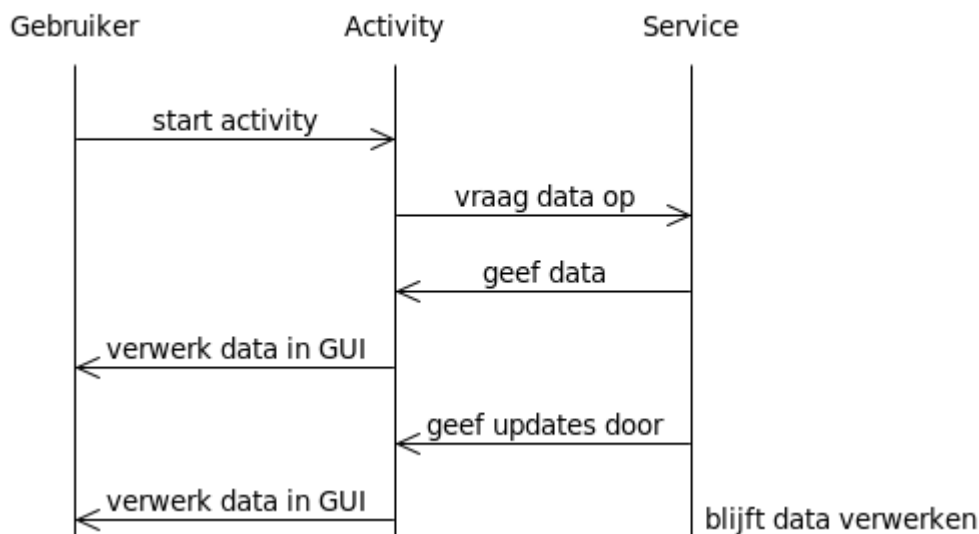 Gebruiker Activity Service
start activity
vraag data op
geef data
verwerk data in GUI
geef updates door
verwerk data in GUI
blijft data verwerken